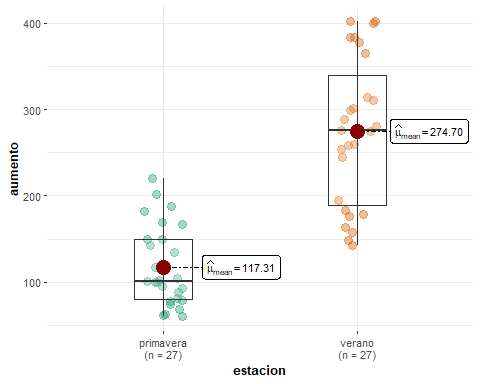 400
300
200
100
aumento
μ̂mean = 274.70
μ̂mean = 117.31
primavera
(n = 27)
verano
(n = 27)
estacion